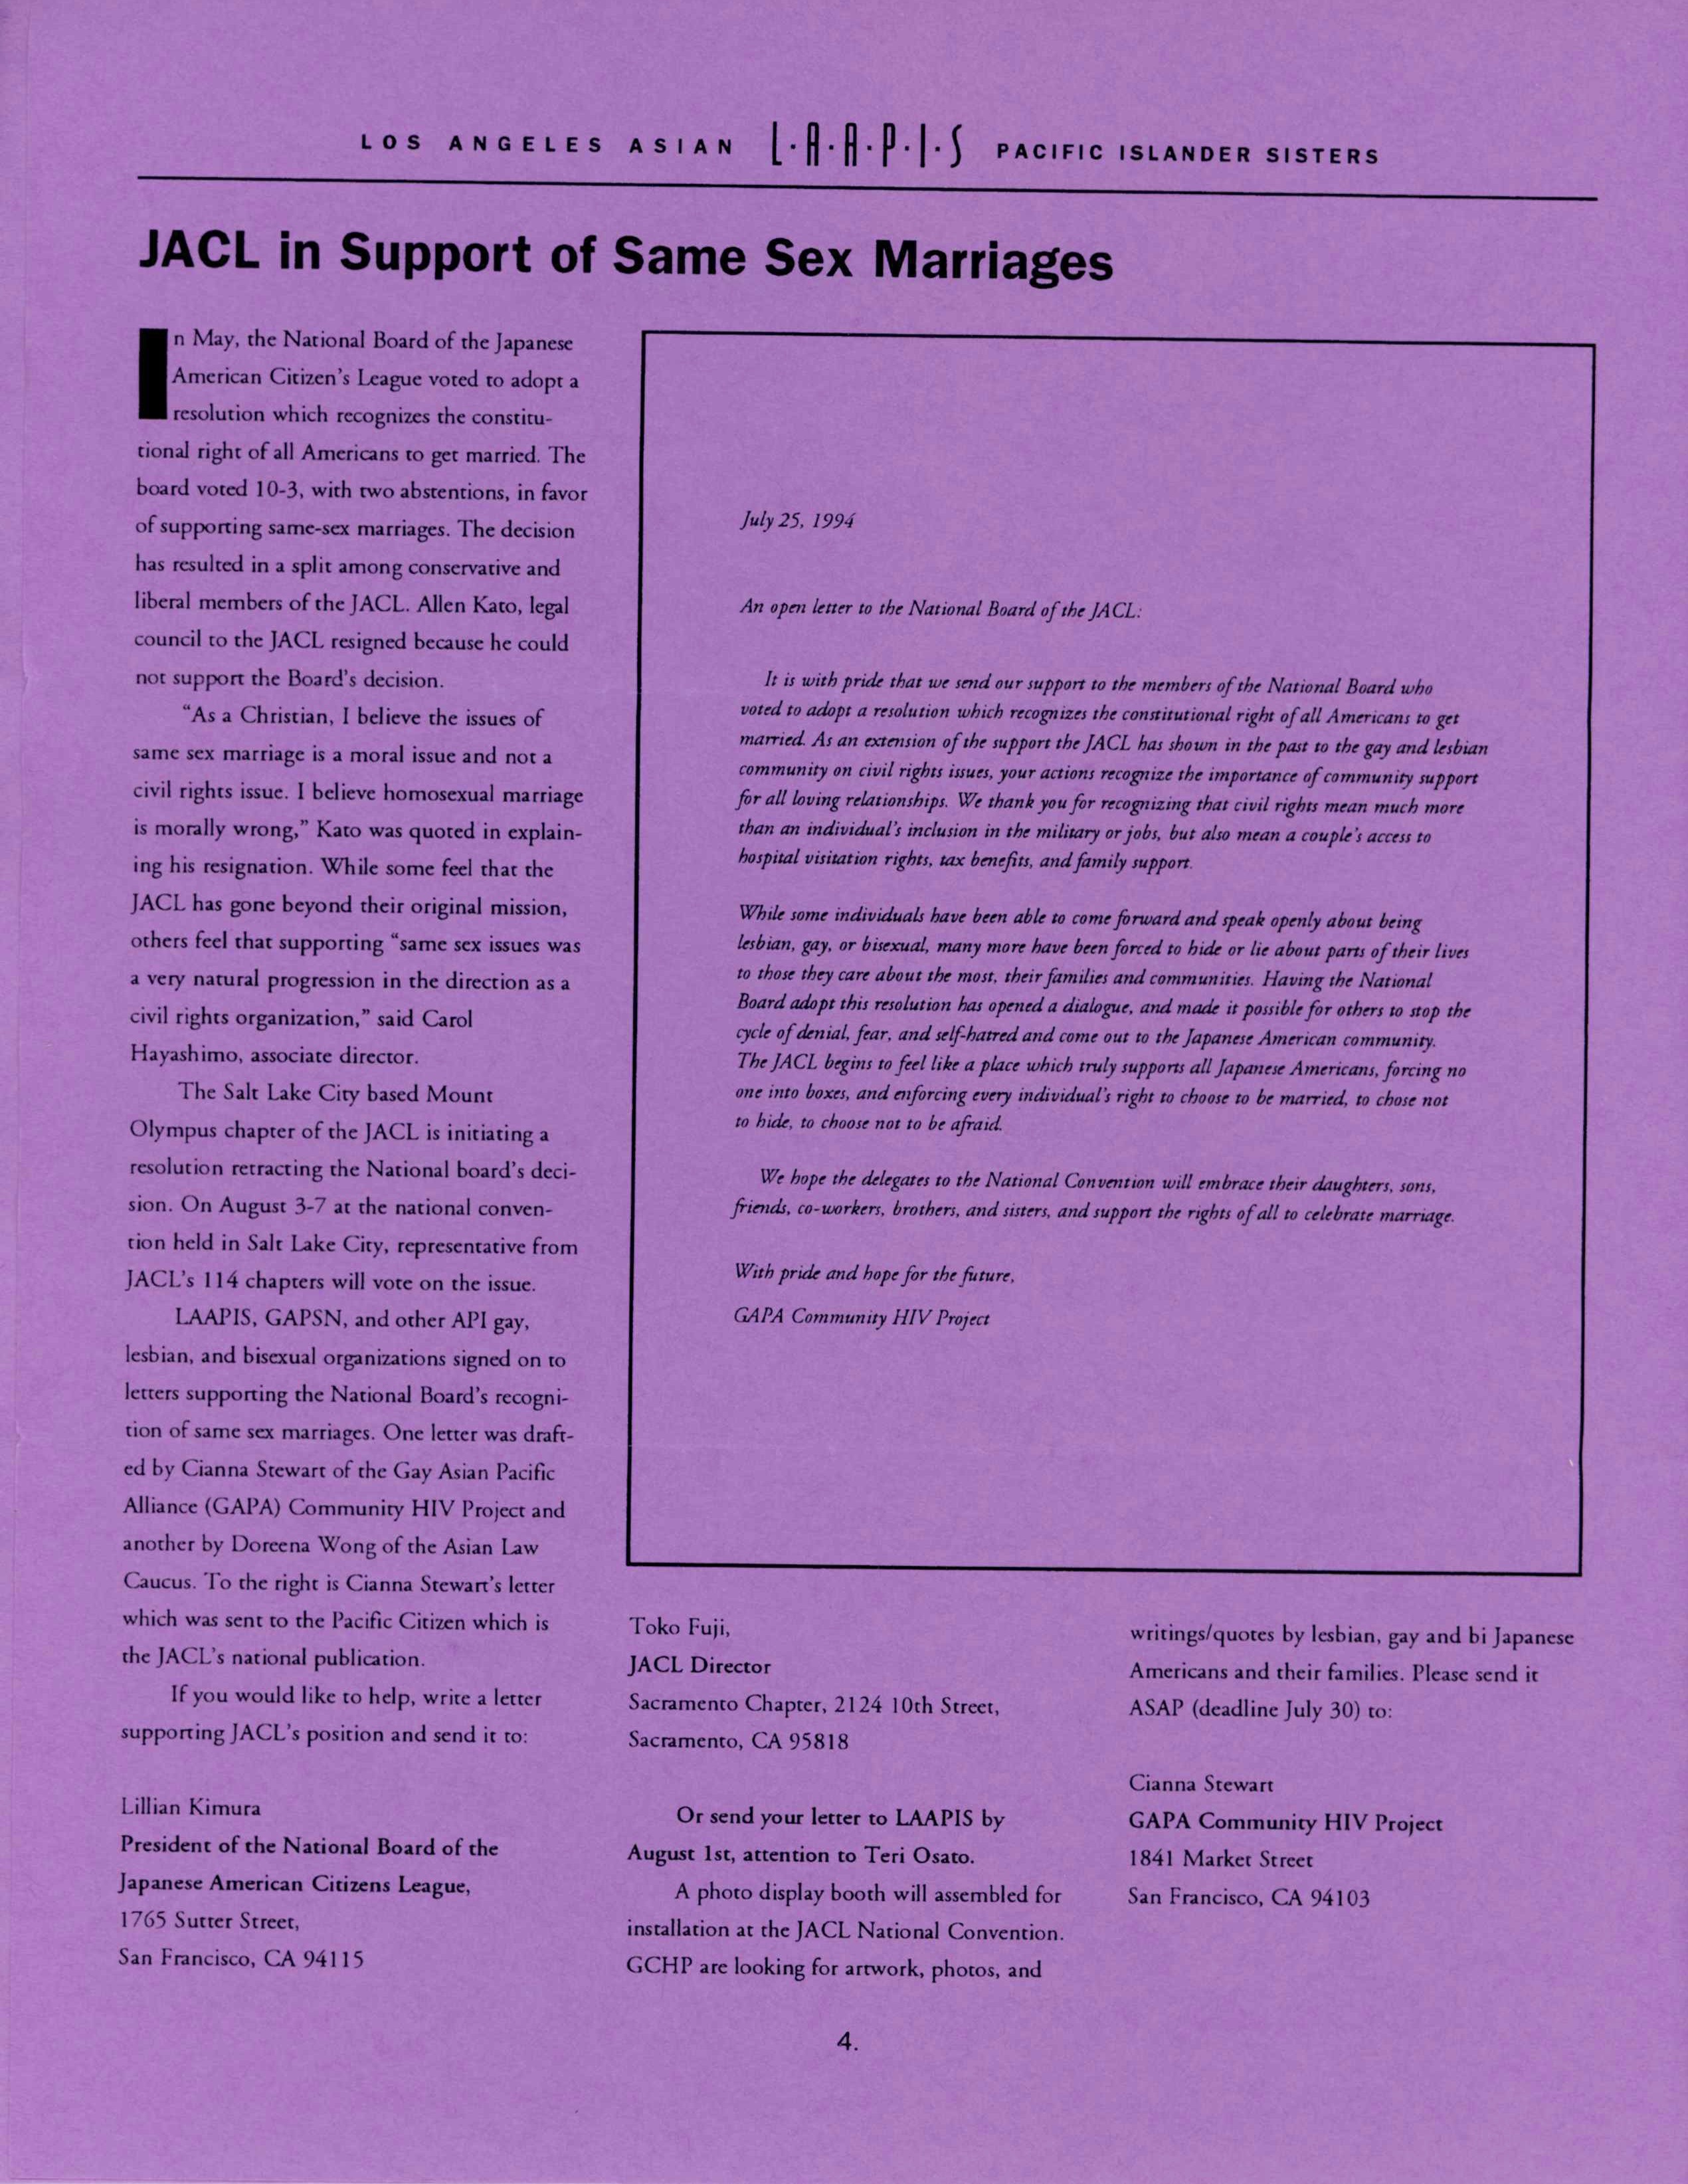 LOS ANGELES ASIAN L·A·A·P·I·S PACIFIC ISLANDER SISTERS
JACL in Support of Same Sex Marriages
In May, the National Board of the Japanese
American Citizen's League voted to adopt a
resolution which recognizes the constitu-
tional right of all Americans to get married. The
board voted 10-3, with two abstentions, in favor
of supporting same-sex marriages. The decision
has resulted in a split among conservative and
liberal members of the JACL. Allen Kato, legal
council to the JACL resigned because he could
not support the Board's decision.
"As a Christian, I believe the issues of
same sex marriage is a moral issue and not a
civil rights issue. I believe homosexual marriage
is morally wrong," Kato was quoted in explain-
ing his resignation. While some feel that the
JACL has gone beyond their original mission,
others feel that supporting "same sex issues was
a very natural progression in the direction as a
civil rights organization," said Carol
Hayashimo, associate director.
The Salt Lake City based Mount
Olympus chapter of the JACL is initiating a
resolution retracting the National board's deci-
sion. On August 3-7 at the national conven-
tion held in Salt Lake City, representative from
JACL's 114 chapters will vote on the issue.
LAAPIS, GAPSN, and other API gay,
lesbian, and bisexual organizations signed on to
letters supporting the National Board's recogni-
tion of same sex marriages. One letter was draft-
ed by Cianna Stewart of the Gay Asian Pacific
Alliance (GAPA) Community HIV Project and
another by Doreena Wong of the Asian Law
Caucus. To the right is Cianna Stewart's letter
which was sent to the Pacific Citizen which is
the JACL's national publication.
If you would like to help, write a letter
supporting JACL's position and send it to:
Lillian Kimura
President of the National Board of the
Japanese American Citizens League,
1765 Sutter Street,
San Francisco, CA 94115
July 25, 1994
An open letter to the National Board of the JACL:
It is with pride that we send our support to the members of the National Board who
voted to adopt a resolution which recognizes the constitutional right of all Americans to get
married. As an extension of the support the JACL has shown in the past to the gay and lesbian
community on civil rights issues, your actions recognize the importance of community support
for all loving relationships. We thank you for recognizing that civil rights mean much more
than an individual's inclusion in the military or jobs, but also mean a couple's access to
hospital visitation rights, tax benefits, and family support.
While some individuals have been able to come forward and speak openly about being
lesbian, gay, or bisexual, many more have been forced to hide or lie about parts of their lives
to those they care about the most, their families and communities. Having the National
Board adopt this resolution has opened a dialogue, and made it possible for others to stop the
cycle of denial, fear, and self-hatred and come out to the Japanese American community.
The JACL begins to feel like a place which truly supports all Japanese Americans, forcing no
one into boxes, and enforcing every individual's right to choose to be married, to chose not
to hide, to choose not to be afraid.
We hope the delegates to the National Convention will embrace their daughters, sons,
friends, co-workers, brothers, and sisters, and support the rights of all to celebrate marriage.
With pride and hope for the future,
GAPA Community HIV Project
Toko Fuji,
JACL Director
Sacramento Chapter, 2124 10th Street,
Sacramento, CA 95818
Or send your letter to LAAPIS by
August 1st, attention to Teri Osato.
A photo display booth will assembled for
installation at the JACL National Convention.
GCHP are looking for artwork, photos, and
writings/quotes by lesbian, gay and bi Japanese
Americans and their families. Please send it
ASAP (deadline July 30) to:
Cianna Stewart
GAPA Community HIV Project
1841 Market Street
San Francisco, CA 94103
4.